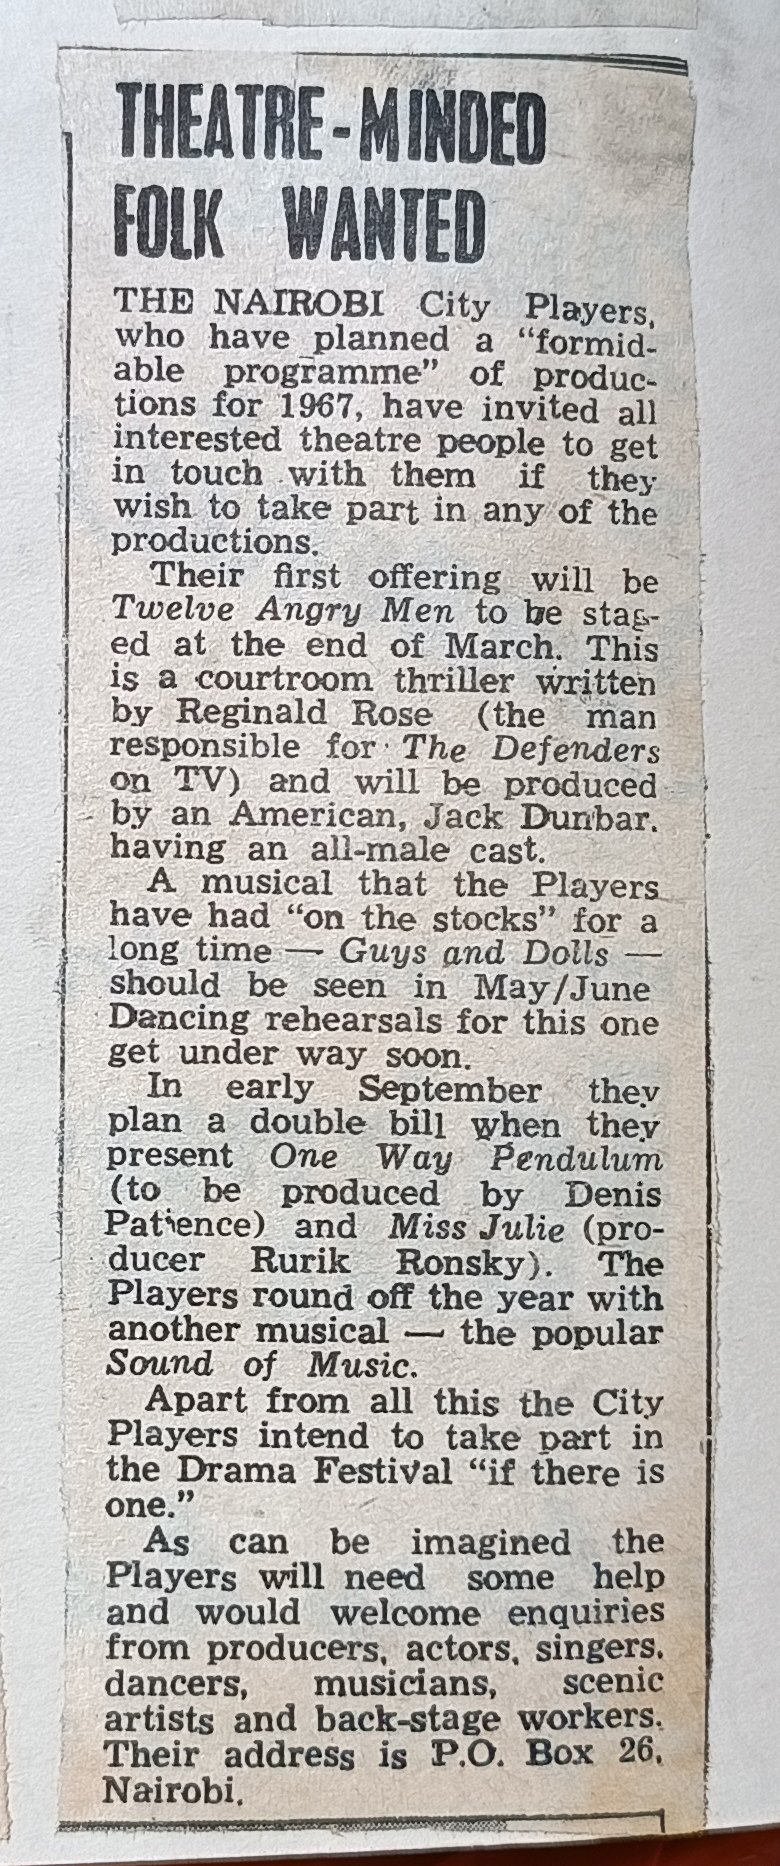 THEATRE-MINDED
FOLK WANTED
THE NAIROBI City Players,
who have planned a “formid-
able programme” of produc-
tions for 1967, have invited all
interested theatre people to get
in touch with them if they
wish to take part in any of the
productions.
Their first offering will be
Twelve Angry Men to be stag-
ed at the end of March. This
is a courtroom thriller written
by Reginald Rose (the man
responsible for The Defenders
on TV) and will be produced
by an American, Jack Dunbar.
having an all-male cast.
A musical that the Players
have had “on the stocks” for a
long time — Guys and Dolls —
should be seen in May/June
Dancing rehearsals for this one
get under way soon.
In early September they
plan a double bill when they
present One Way Pendulum
(to be produced by Denis
Patience) and Miss Julie (pro-
ducer Rurik Ronsky). The
Players round off the year with
another musical — the popular
Sound of Music.
Apart from all this the City
Players intend to take part in
the Drama Festival “if there is
one.”
As can be imagined the
Players will need some help
and would welcome enquiries
from producers, actors, singers.
dancers, musicians, scenic
artists and back-stage workers.
Their address is P.O. Box 26.
Nairobi.